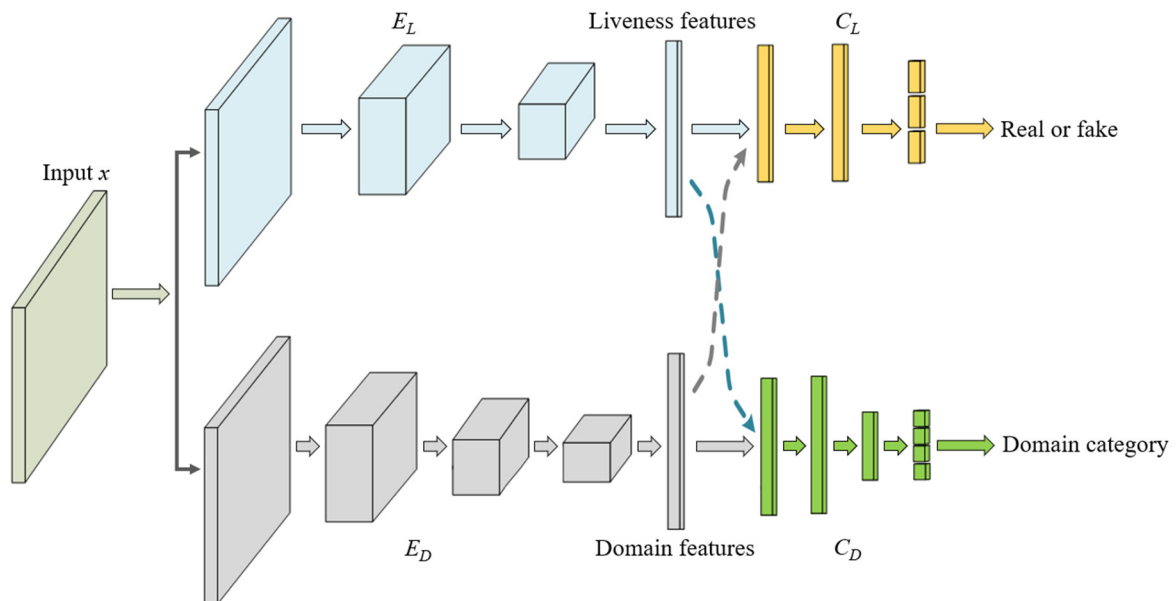 E_L
Liveness features
C_L
Real or fake
Input x
Domain category
E_D
Domain features
C_D